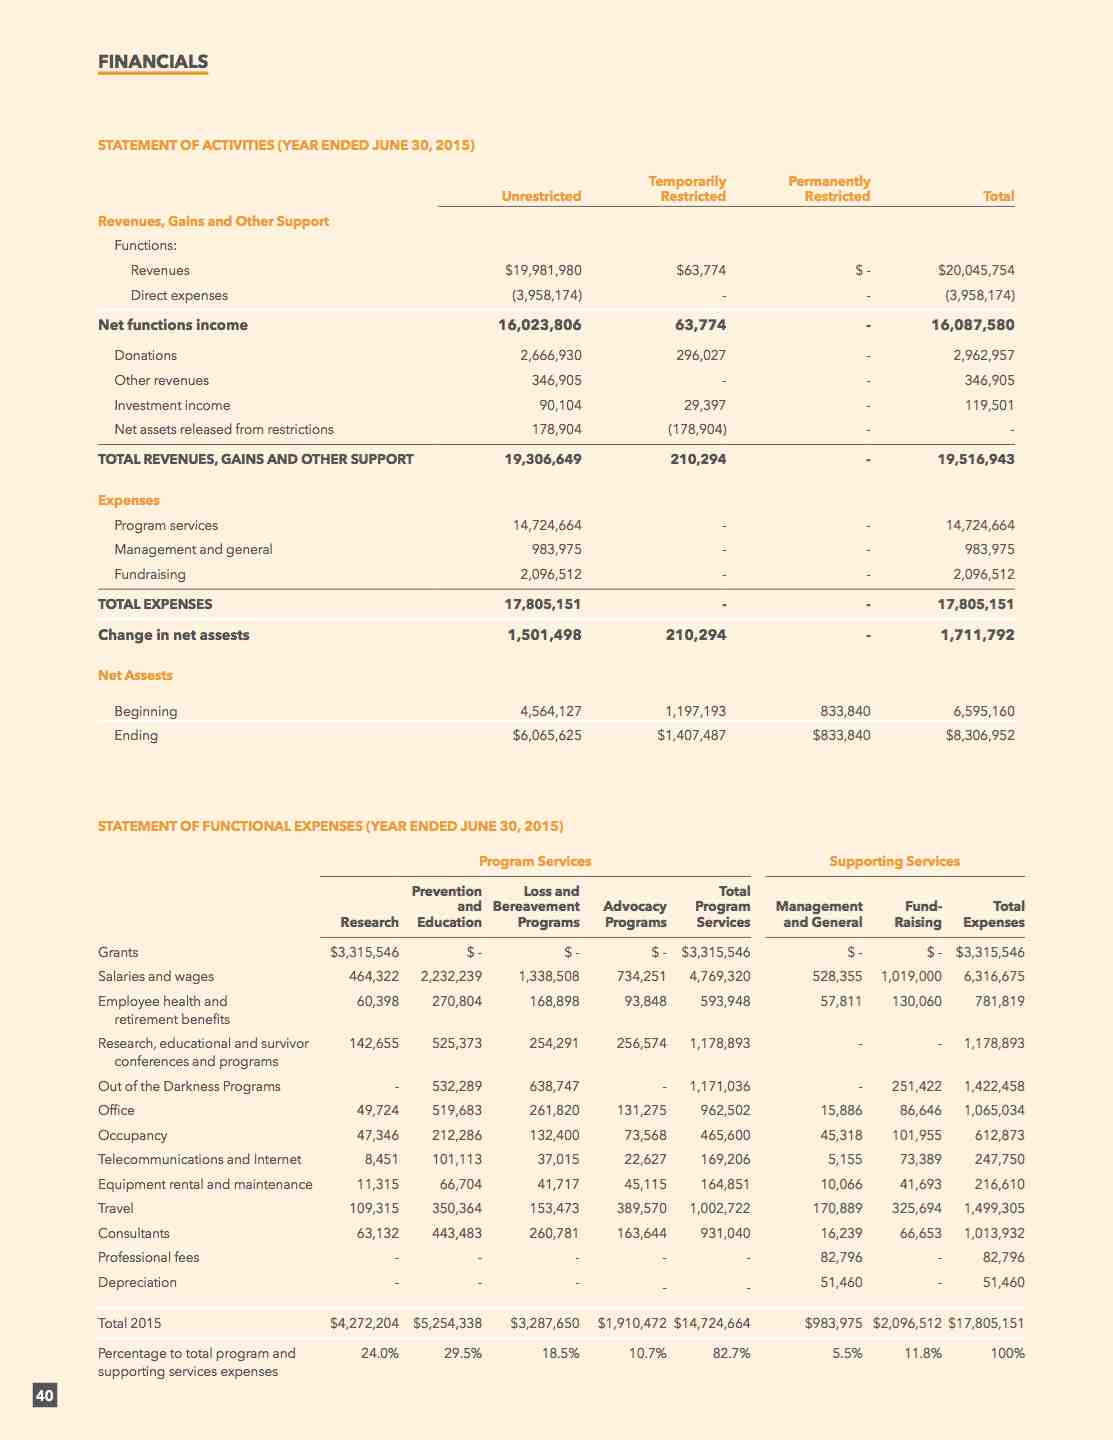 FINANCIALS
STATEMENT OF ACTIVITIES (YEAR ENDED JUNE 30, 2015)
Unrestricted Temporarily Restricted Permanently Restricted Total
Revenues, Gains and Other Support
Functions:
Revenues $19,981,980 $63,774 $ - $20,045,754
Direct expenses (3,958,174) - - (3,958,174)
Net functions income 16,023,806 63,774 - 16,087,580
Donations 2,666,930 296,027 - 2,962,957
Other revenues 346,905 - - 346,905
Investment income 90,104 29,397 - 119,501
Net assets released from restrictions 178,904 (178,904) - -
TOTAL REVENUES, GAINS AND OTHER SUPPORT 19,306,649 210,294 - 19,516,943
Expenses
Program services 14,724,664 - - 14,724,664
Management and general 983,975 - - 983,975
Fundraising 2,096,512 - - 2,096,512
TOTAL EXPENSES 17,805,151 - - 17,805,151
Change in net assests 1,501,498 210,294 - 1,711,792
Net Assests
Beginning 4,564,127 1,197,193 833,840 6,595,160
Ending $6,065,625 $1,407,487 $833,840 $8,306,952
STATEMENT OF FUNCTIONAL EXPENSES (YEAR ENDED JUNE 30, 2015)
Program Services Supporting Services
Research Prevention and Education Loss and Bereavement Programs Advocacy Programs Total Program Services Management and General Fund-Raising Total Expenses
Grants $3,315,546 $ - $ - $ - $3,315,546 $ - $ - $3,315,546
Salaries and wages 464,322 2,232,239 1,338,508 734,251 4,769,320 528,355 1,019,000 6,316,675
Employee health and 60,398 270,804 168,898 93,848 593,948 57,811 130,060 781,819
retirement benefits
Research, educational and survivor 142,655 525,373 254,291 256,574 1,178,893 - - 1,178,893
conferences and programs
Out of the Darkness Programs - 532,289 638,747 - 1,171,036 - 251,422 1,422,458
Office 49,724 519,683 261,820 131,275 962,502 15,886 86,646 1,065,034
Occupancy 47,346 212,286 132,400 73,568 465,600 45,318 101,955 612,873
Telecommunications and Internet 8,451 101,113 37,015 22,627 169,206 5,155 73,389 247,750
Equipment rental and maintenance 11,315 66,704 41,717 45,115 164,851 10,066 41,693 216,610
Travel 109,315 350,364 153,473 389,570 1,002,722 170,889 325,694 1,499,305
Consultants 63,132 443,483 260,781 163,644 931,040 16,239 66,653 1,013,932
Professional fees - - - - - 82,796 - 82,796
Depreciation - - - - - 51,460 - 51,460
Total 2015 $4,272,204 $5,254,338 $3,287,650 $1,910,472 $14,724,664 $983,975 $2,096,512 $17,805,151
Percentage to total program and 24.0% 29.5% 18.5% 10.7% 82.7% 5.5% 11.8% 100%
supporting services expenses
40